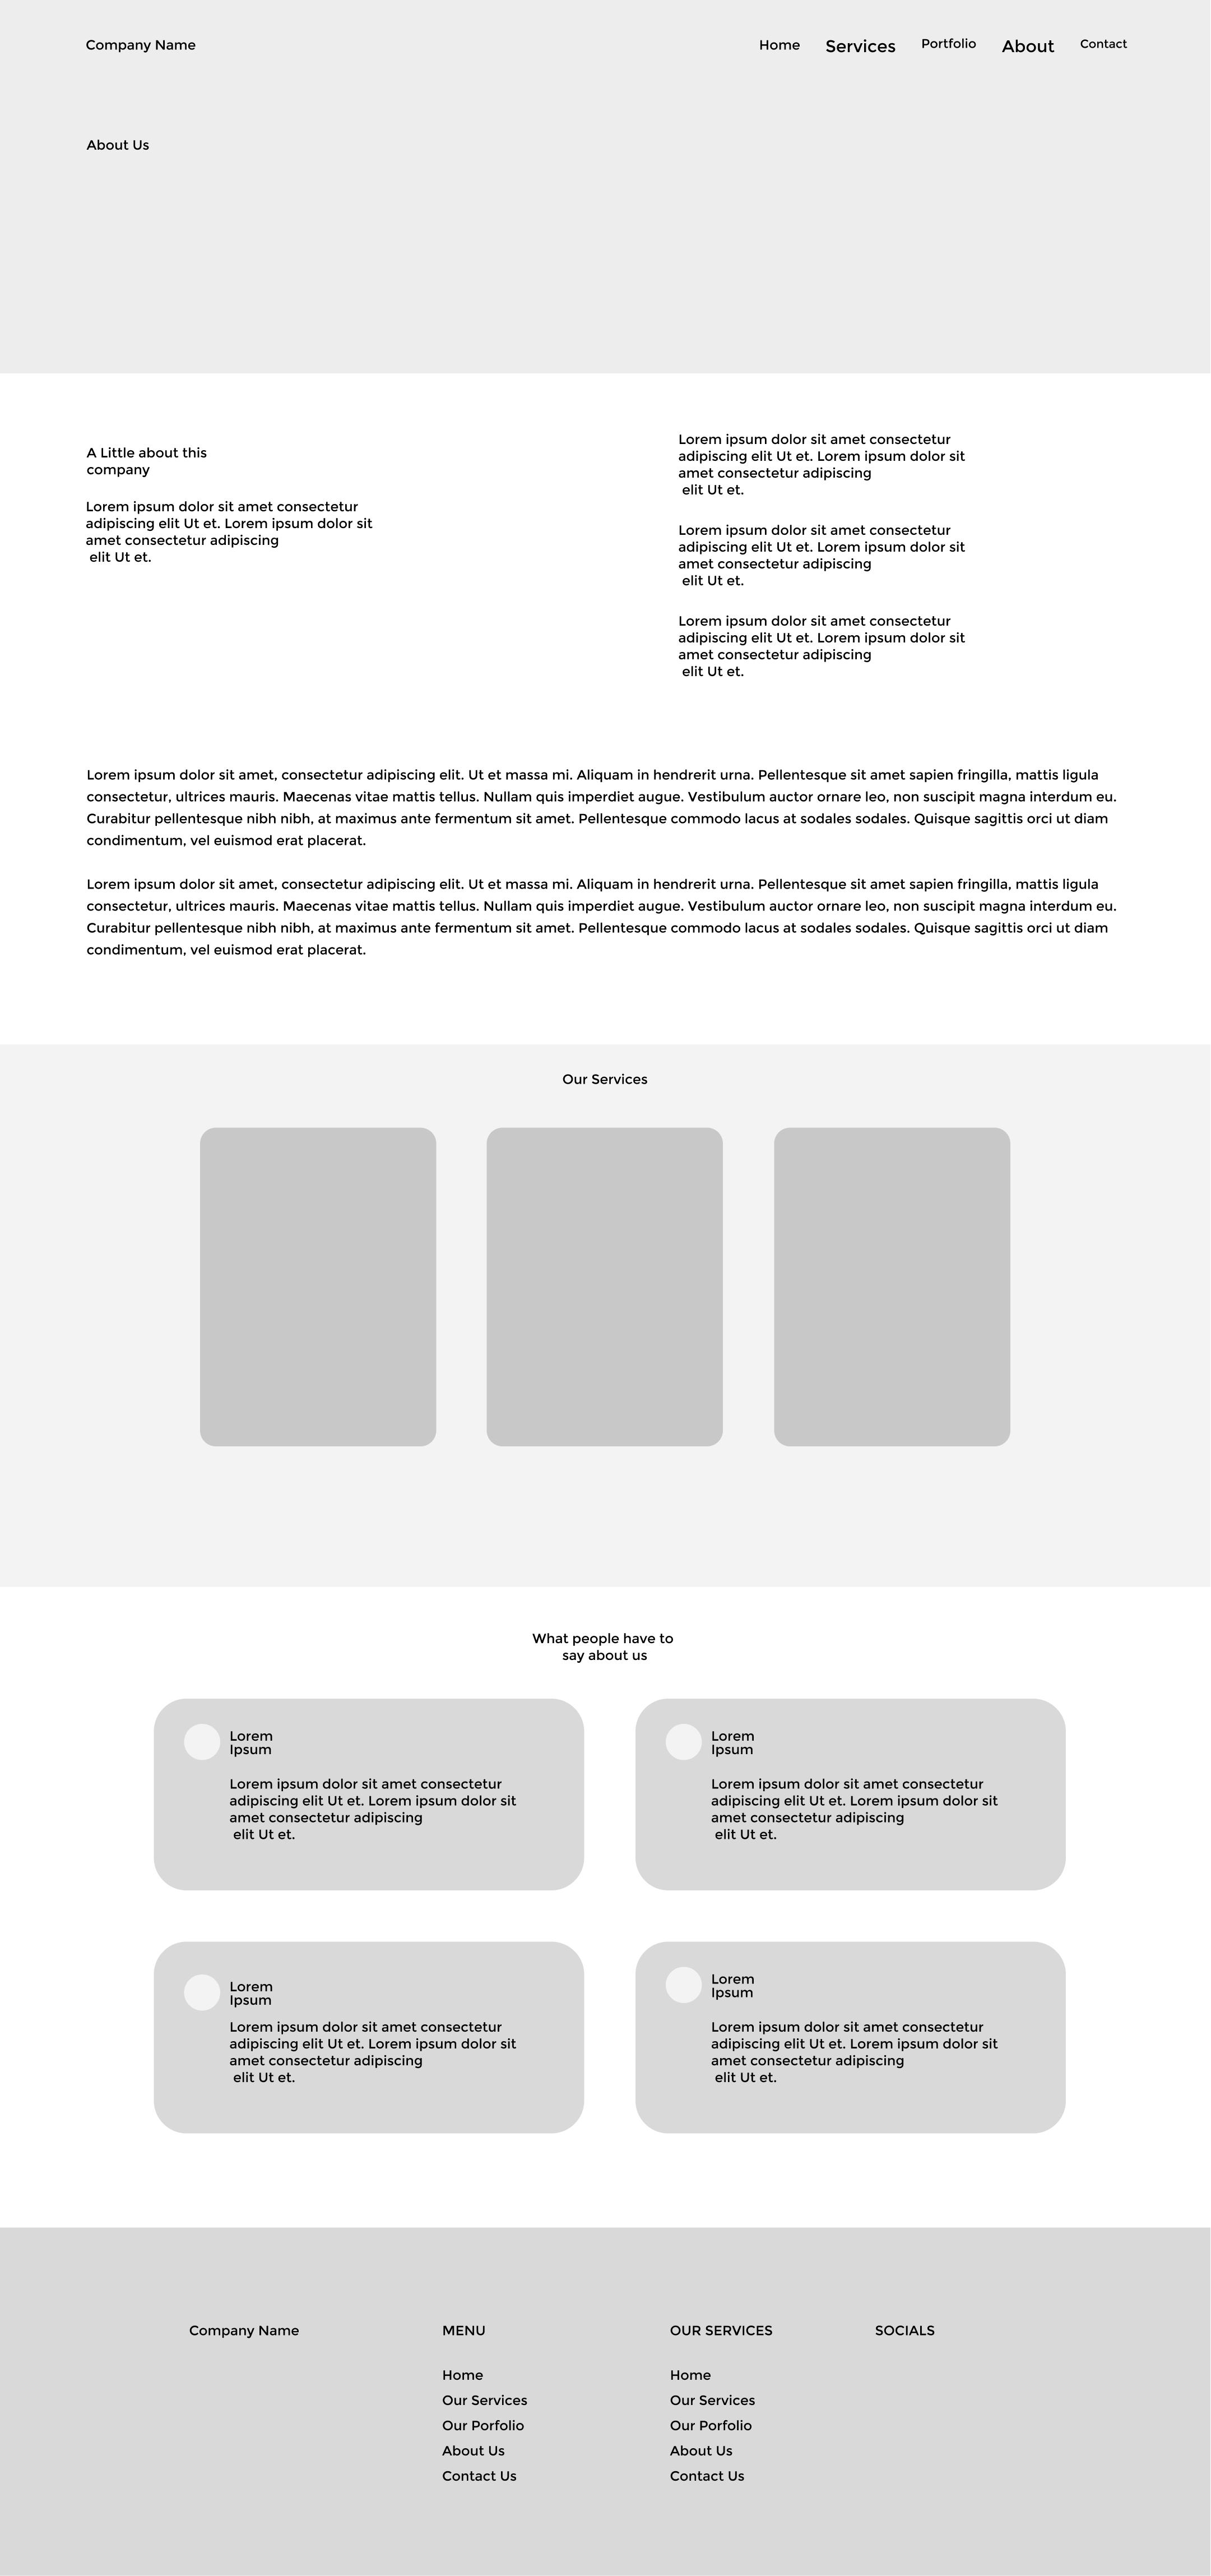 Company Name
Home Services Portfolio About Contact
About Us
A Little about this
company
Lorem ipsum dolor sit amet consectetur
adipiscing elit Ut et. Lorem ipsum dolor sit
amet consectetur adipiscing
elit Ut et.
Lorem ipsum dolor sit amet consectetur
adipiscing elit Ut et. Lorem ipsum dolor sit
amet consectetur adipiscing
elit Ut et.
Lorem ipsum dolor sit amet consectetur
adipiscing elit Ut et. Lorem ipsum dolor sit
amet consectetur adipiscing
elit Ut et.
Lorem ipsum dolor sit amet consectetur
adipiscing elit Ut et. Lorem ipsum dolor sit
amet consectetur adipiscing
elit Ut et.
Lorem ipsum dolor sit amet, consectetur adipiscing elit. Ut et massa mi. Aliquam in hendrerit urna. Pellentesque sit amet sapien fringilla, mattis ligula
consectetur, ultrices mauris. Maecenas vitae mattis tellus. Nullam quis imperdiet augue. Vestibulum auctor ornare leo, non suscipit magna interdum eu.
Curabitur pellentesque nibh nibh, at maximus ante fermentum sit amet. Pellentesque commodo lacus at sodales sodales. Quisque sagittis orci ut diam
condimentum, vel euismod erat placerat.
Lorem ipsum dolor sit amet, consectetur adipiscing elit. Ut et massa mi. Aliquam in hendrerit urna. Pellentesque sit amet sapien fringilla, mattis ligula
consectetur, ultrices mauris. Maecenas vitae mattis tellus. Nullam quis imperdiet augue. Vestibulum auctor ornare leo, non suscipit magna interdum eu.
Curabitur pellentesque nibh nibh, at maximus ante fermentum sit amet. Pellentesque commodo lacus at sodales sodales. Quisque sagittis orci ut diam
condimentum, vel euismod erat placerat.
Our Services
What people have to
say about us
Lorem
Ipsum
Lorem ipsum dolor sit amet consectetur
adipiscing elit Ut et. Lorem ipsum dolor sit
amet consectetur adipiscing
elit Ut et.
Lorem
Ipsum
Lorem ipsum dolor sit amet consectetur
adipiscing elit Ut et. Lorem ipsum dolor sit
amet consectetur adipiscing
elit Ut et.
Lorem
Ipsum
Lorem ipsum dolor sit amet consectetur
adipiscing elit Ut et. Lorem ipsum dolor sit
amet consectetur adipiscing
elit Ut et.
Lorem
Ipsum
Lorem ipsum dolor sit amet consectetur
adipiscing elit Ut et. Lorem ipsum dolor sit
amet consectetur adipiscing
elit Ut et.
Company Name
MENU
Home
Our Services
Our Porfolio
About Us
Contact Us
OUR SERVICES
Home
Our Services
Our Porfolio
About Us
Contact Us
SOCIALS